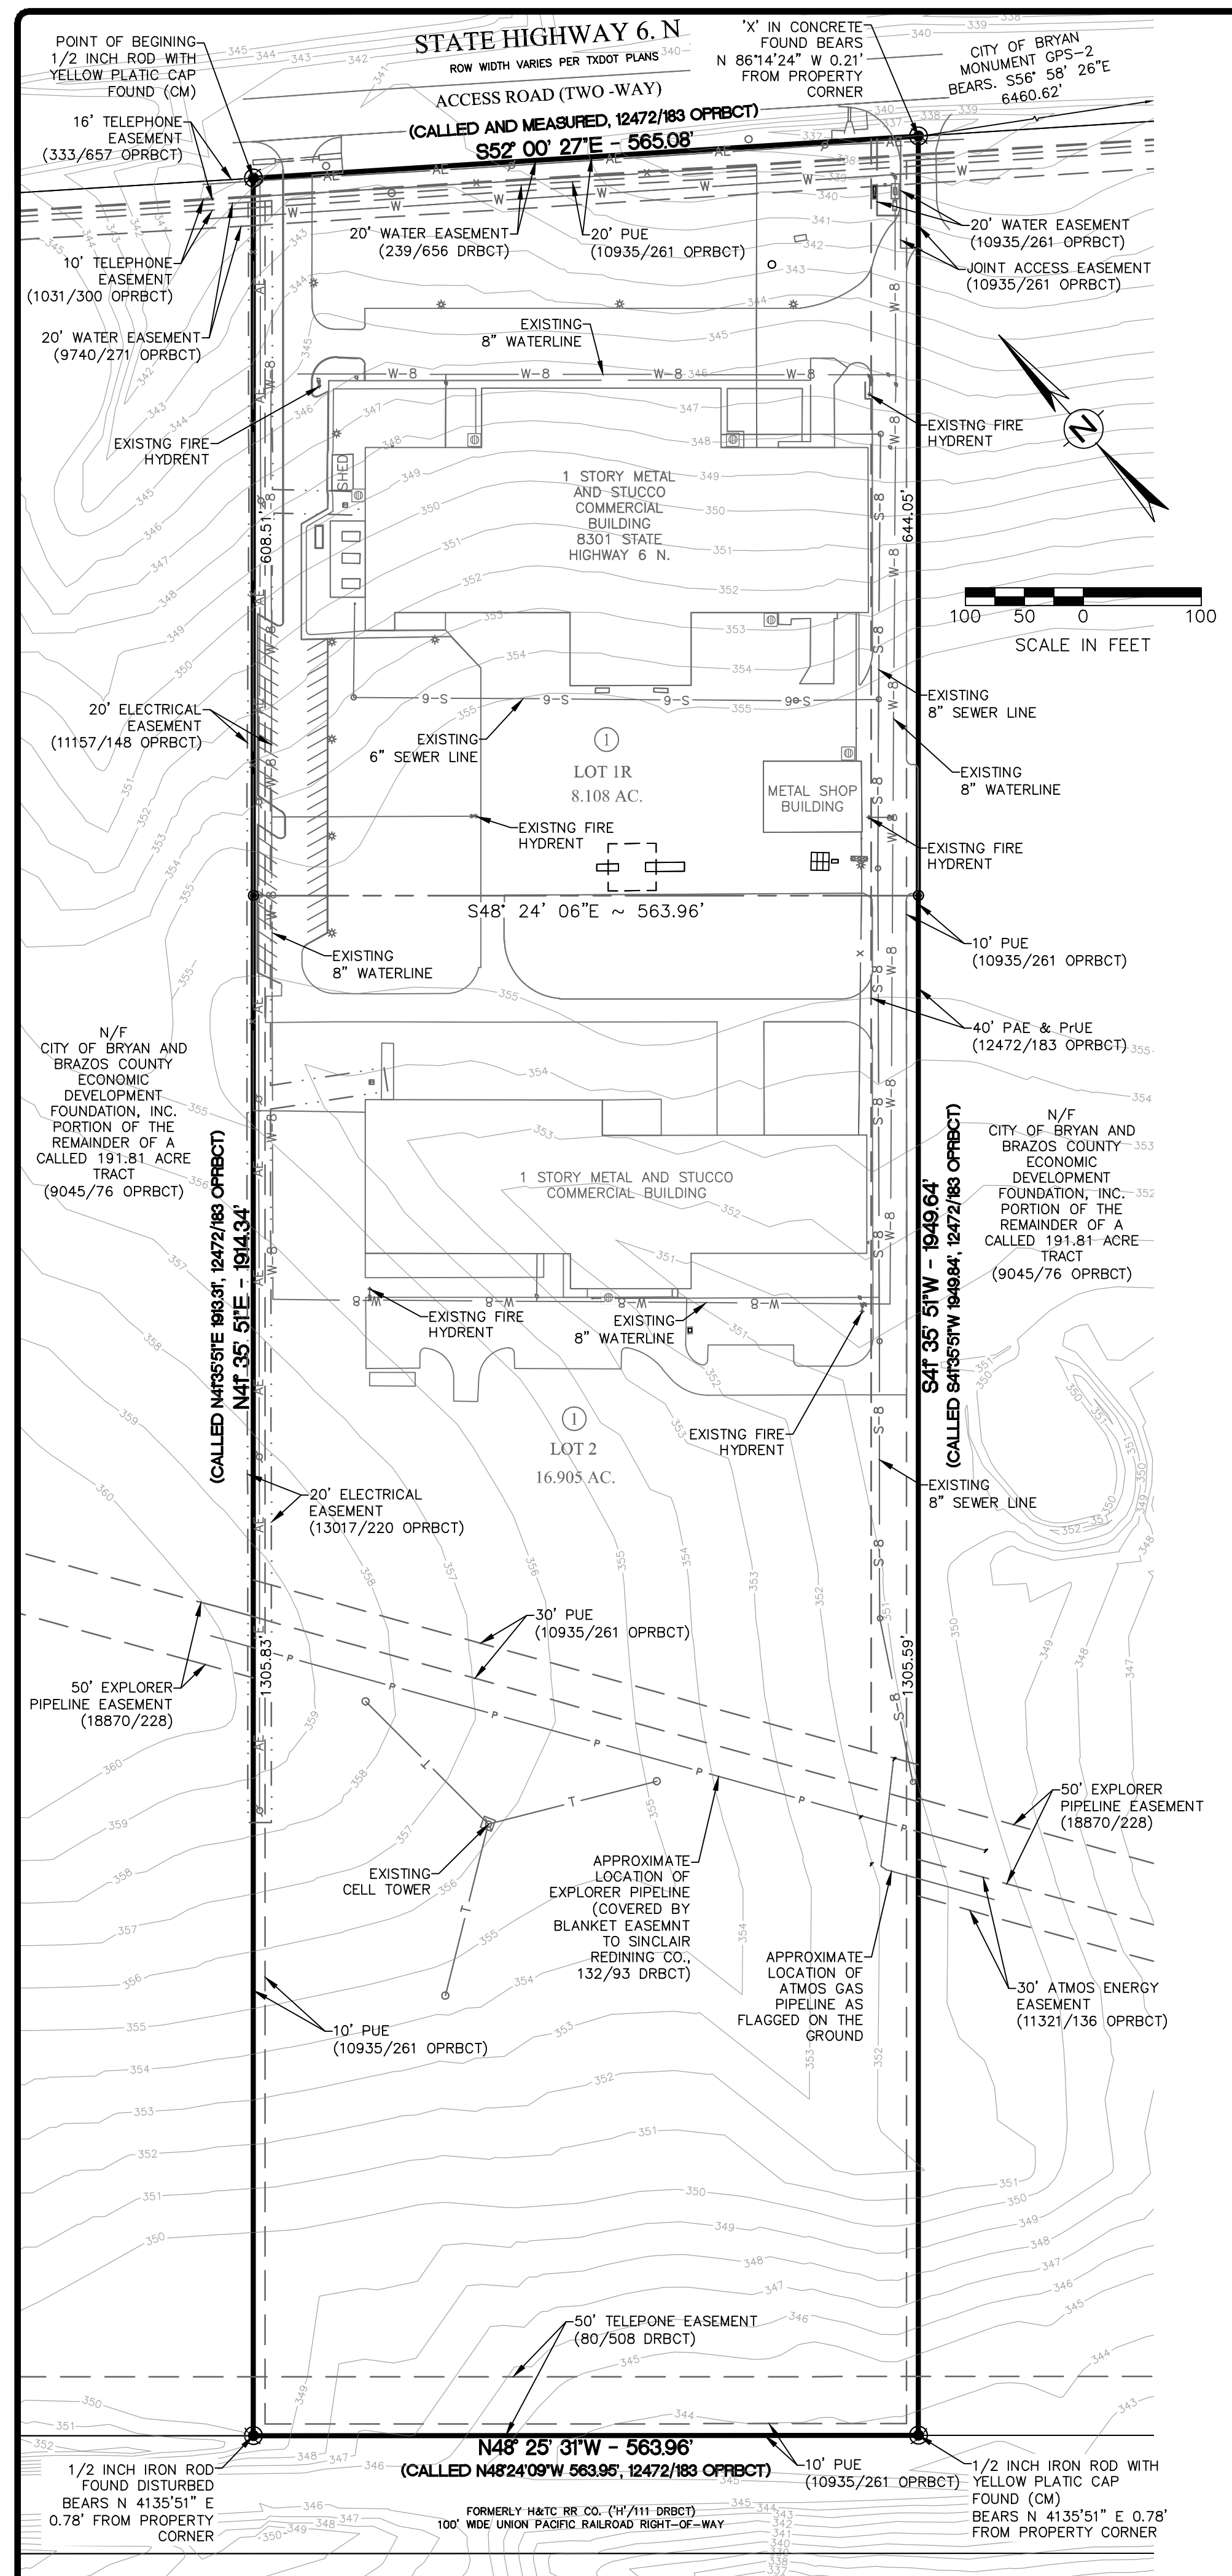 STATE HIGHWAY 6. N
ROW WIDTH VARIES PER TXDOT PLANS
ACCESS ROAD (TWO -WAY)
(CALLED AND MEASURED, 12472/183 OPRBCT)
S52° 00' 27"E - 565.08'
POINT OF BEGINING
1/2 INCH ROD WITH
YELLOW PLATIC CAP
FOUND (CM)
'X' IN CONCRETE
FOUND BEARS
N 86°14'24" W 0.21'
FROM PROPERTY
CORNER
CITY OF BRYAN
MONUMENT GPS-2
BEARS. S56° 58' 26"E
6460.62'
16' TELEPHONE
EASEMENT
(333/657 OPRBCT)
10' TELEPHONE
EASEMENT
(1031/300 OPRBCT)
20' WATER EASEMENT
(9740/271 OPRBCT)
20' WATER EASEMENT
(239/656 DRBCT)
20' PUE
(10935/261 OPRBCT)
20' WATER EASEMENT
(10935/261 OPRBCT)
JOINT ACCESS EASEMENT
(10935/261 OPRBCT)
EXISTING
8" WATERLINE
EXISTNG FIRE
HYDRENT
EXISTNG FIRE
HYDRENT
N
SHED
1 STORY METAL
AND STUCCO
COMMERCIAL
BUILDING
8301 STATE
HIGHWAY 6 N.
608.51'
644.05'
100 50 0 100
SCALE IN FEET
20' ELECTRICAL
EASEMENT
(11157/148 OPRBCT)
EXISTING
6" SEWER LINE
1
LOT 1R
8.108 AC.
METAL SHOP
BUILDING
EXISTING
8" SEWER LINE
EXISTING
8" WATERLINE
EXISTNG FIRE
HYDRENT
EXISTNG FIRE
HYDRENT
S48° 24' 06"E ~ 563.96'
EXISTING
8" WATERLINE
10' PUE
(10935/261 OPRBCT)
40' PAE & PrUE
(12472/183 OPRBCT)
N/F
CITY OF BRYAN AND
BRAZOS COUNTY
ECONOMIC
DEVELOPMENT
FOUNDATION, INC.
PORTION OF THE
REMAINDER OF A
CALLED 191.81 ACRE
TRACT
(9045/76 OPRBCT)
N/F
CITY OF BRYAN AND
BRAZOS COUNTY
ECONOMIC
DEVELOPMENT
FOUNDATION, INC.
PORTION OF THE
REMAINDER OF A
CALLED 191.81 ACRE
TRACT
(9045/76 OPRBCT)
(CALLED N41°35'51"E 1913.31', 12472/183 OPRBCT)
N41° 35' 51"E - 1914.34'
S41° 35' 51"W - 1949.64'
(CALLED S41°35'51"W 1949.84', 12472/183 OPRBCT)
1 STORY METAL AND STUCCO
COMMERCIAL BUILDING
EXISTNG FIRE
HYDRENT
EXISTING
8" WATERLINE
1
LOT 2
16.905 AC.
EXISTNG FIRE
HYDRENT
EXISTING
8" SEWER LINE
20' ELECTRICAL
EASEMENT
(13017/220 OPRBCT)
30' PUE
(10935/261 OPRBCT)
50' EXPLORER
PIPELINE EASEMENT
(18870/228)
1305.83'
1305.59'
50' EXPLORER
PIPELINE EASEMENT
(18870/228)
EXISTING
CELL TOWER
APPROXIMATE
LOCATION OF
EXPLORER PIPELINE
(COVERED BY
BLANKET EASEMNT
TO SINCLAIR
REDINING CO.,
132/93 DRBCT)
APPROXIMATE
LOCATION OF
ATMOS GAS
PIPELINE AS
FLAGGED ON THE
GROUND
30' ATMOS ENERGY
EASEMENT
(11321/136 OPRBCT)
10' PUE
(10935/261 OPRBCT)
50' TELEPONE EASEMENT
(80/508 DRBCT)
N48° 25' 31"W - 563.96'
(CALLED N48°24'09"W 563.95', 12472/183 OPRBCT)
10' PUE
(10935/261 OPRBCT)
1/2 INCH IRON ROD
FOUND DISTURBED
BEARS N 4135'51" E
0.78' FROM PROPERTY
CORNER
1/2 INCH IRON ROD WITH
YELLOW PLATIC CAP
FOUND (CM)
BEARS N 4135'51" E 0.78'
FROM PROPERTY CORNER
FORMERLY H&TC RR CO. ('H'/111 DRBCT)
100' WIDE UNION PACIFIC RAILROAD RIGHT-OF-WAY